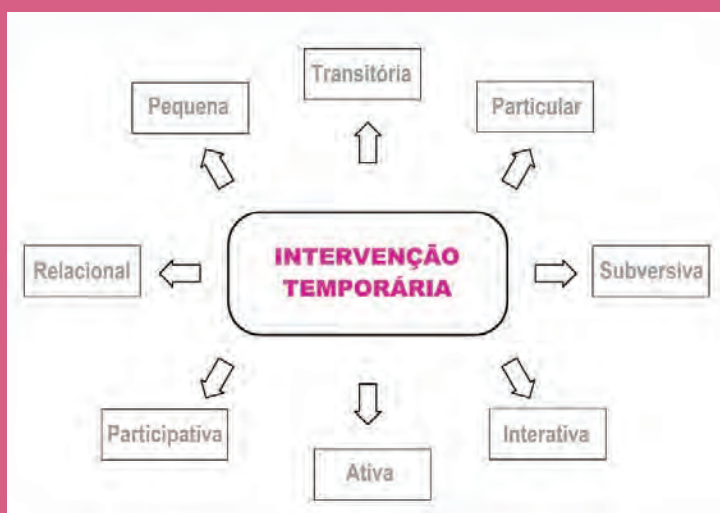 Transitória
Pequena
Particular
INTERVENÇÃO
TEMPORÁRIA
Relacional
Subversiva
Participativa
Interativa
Ativa